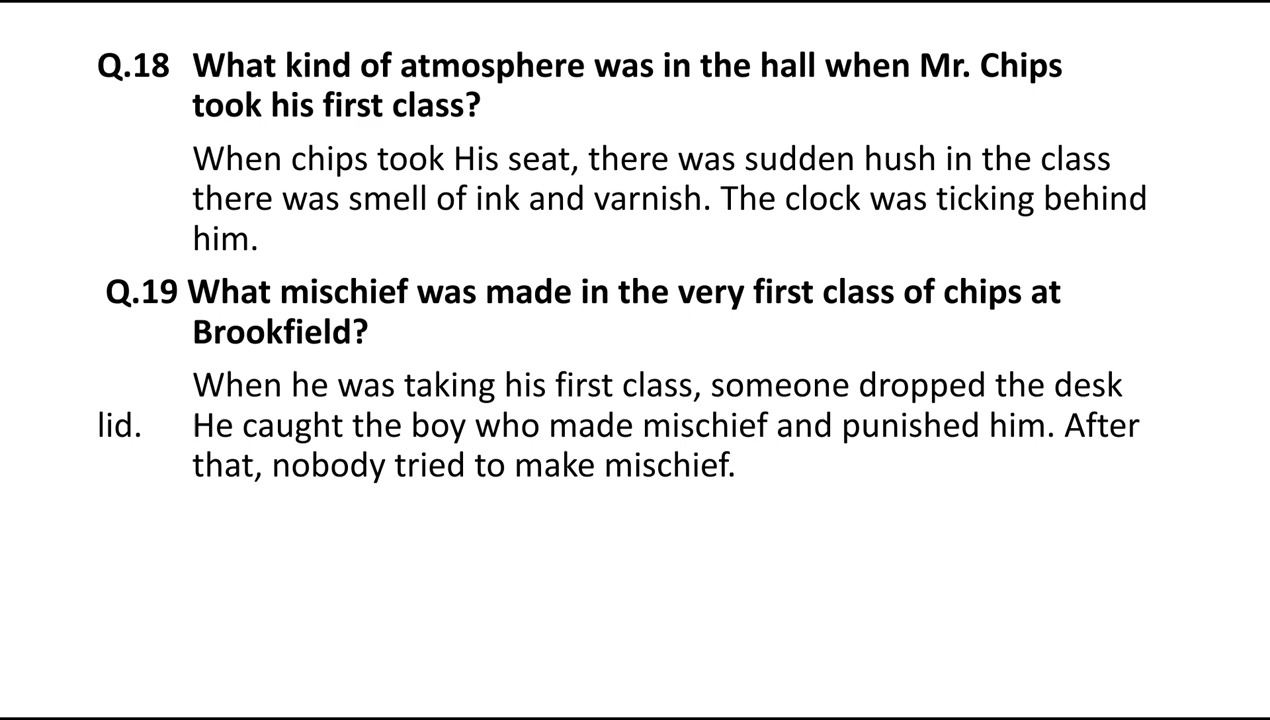 Q.18 What kind of atmosphere was in the hall when Mr. Chips
took his first class?
When chips took His seat, there was sudden hush in the class
there was smell of ink and varnish. The clock was ticking behind
him.
Q.19 What mischief was made in the very first class of chips at
Brookfield?
When he was taking his first class, someone dropped the desk
lid. He caught the boy who made mischief and punished him. After
that, nobody tried to make mischief.